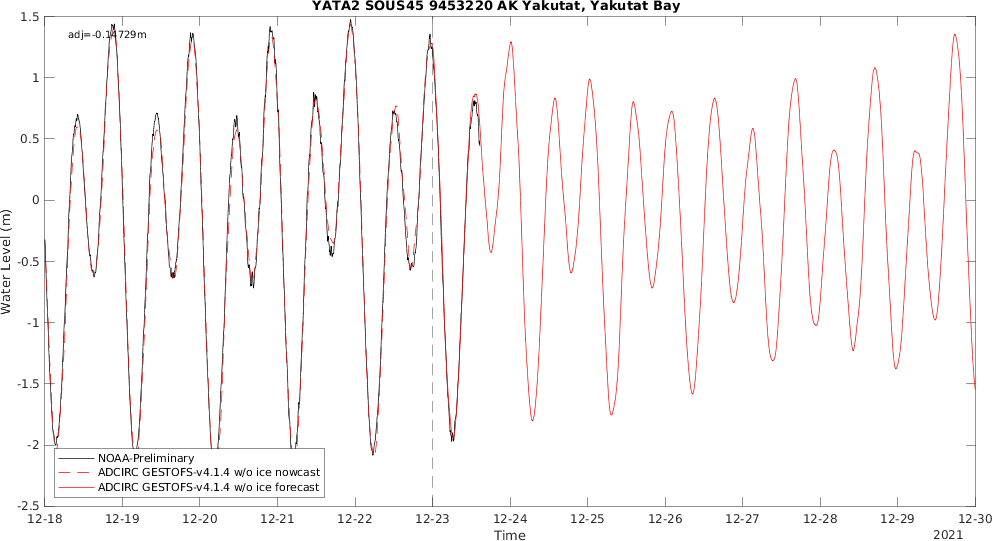 YATA2 SOUS45 9453220 AK Yakutat, Yakutat Bay
adj=-0.14729m
1.5
1
0.5
0
-0.5
-1
-1.5
-2
-2.5
Water Level (m)
NOAA-Preliminary
ADCIRC GESTOFS-v4.1.4 w/o ice nowcast
ADCIRC GESTOFS-v4.1.4 w/o ice forecast
12-18 12-19 12-20 12-21 12-22 12-23 12-24 12-25 12-26 12-27 12-28 12-29 12-30
Time
2021